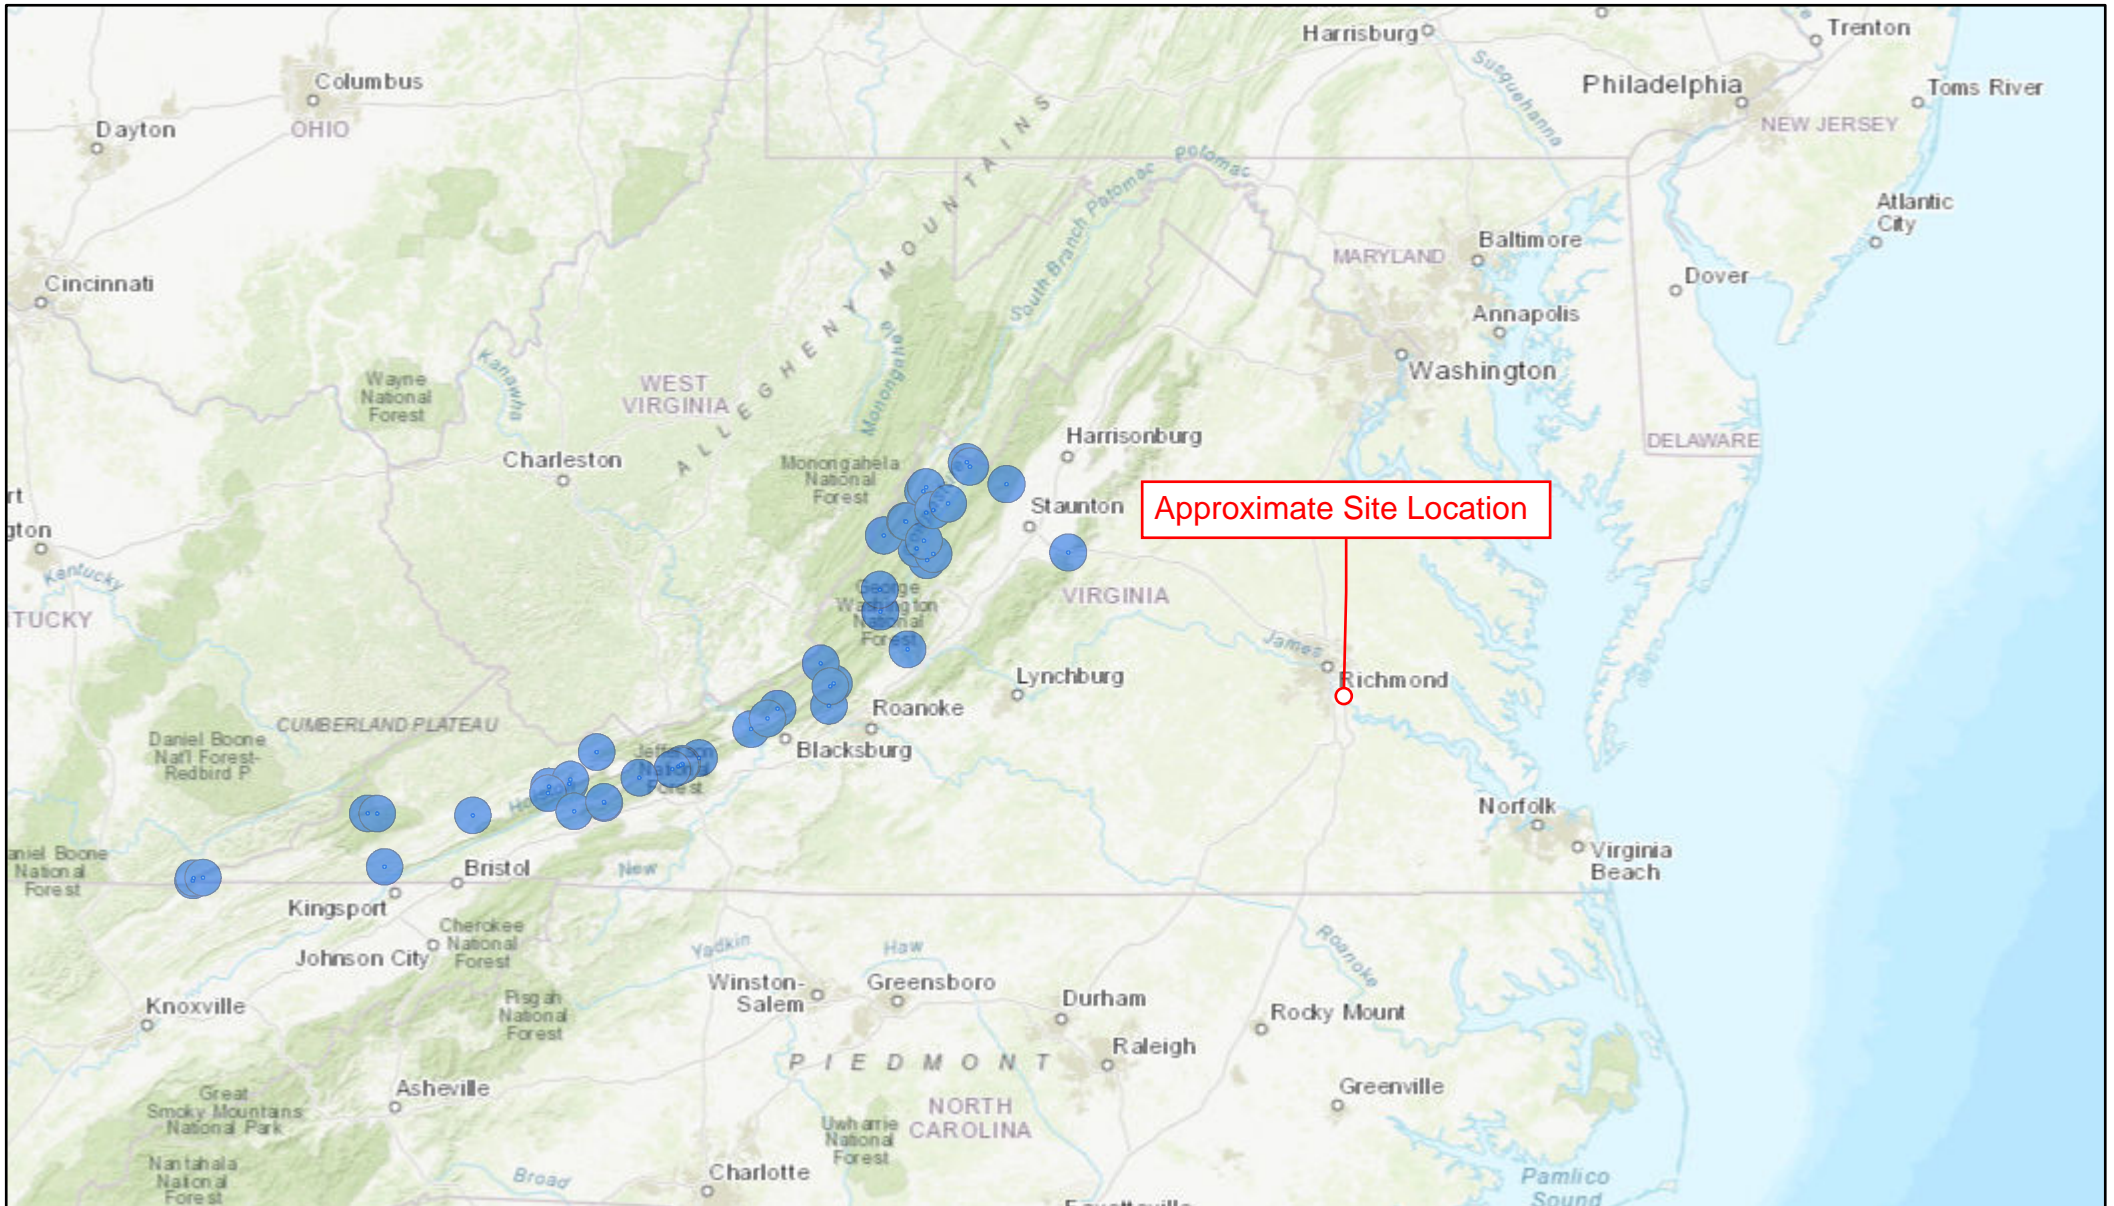 Harrisburg
Trenton
Columbus
Philadelphia
Toms River
Susquehanna
Dayton
OHIO
NEW JERSEY
ALLEGHENY MOUNTAINS
Potomac
South Branch Potomac
Atlantic
City
Baltimore
MARYLAND
Cincinnati
Dover
Annapolis
Kanawha
Washington
Wayne
National
Forest
WEST
VIRGINIA
DELAWARE
Harrisonburg
Charleston
Monongahela
National
Forest
Staunton
Approximate Site Location
Kentucky
VIRGINIA
George
Washington
National
Forest
James
Richmond
Lynchburg
Roanoke
CUMBERLAND PLATEAU
Daniel Boone
Nat'l Forest-
Redbird P
Blacksburg
Jefferson
National
Forest
Norfolk
Virginia
Beach
aniel Boone
National
Forest
Bristol
New
Kingsport
Cherokee
National
Forest
Johnson City
Yadkin
Haw
Roanoke
Winston-
Salem
Greensboro
Durham
Knoxville
Pisgah
National
Forest
Rocky Mount
Raleigh
PIEDMONT
Great
Smoky Mountains
National Park
Asheville
Greenville
NORTH
CAROLINA
Uwharrie
National
Forest
Nantahala
National
Forest
Broad
Charlotte
Pamlico
Sound